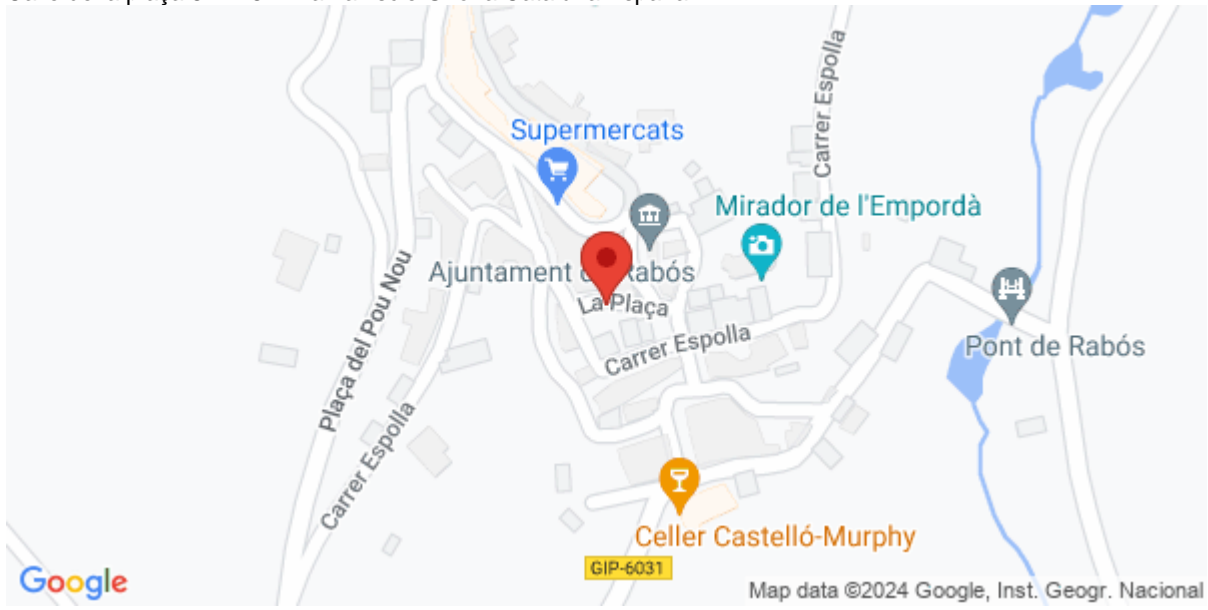 Carrer Espolla
Supermercats
Mirador de l'Empordà
Ajuntament de Rabós
La Plaça
Plaça del Pou Nou
Carrer Espolla
Pont de Rabós
Carrer Espolla
Celler Castelló-Murphy
GIP-6031
Google
Map data ©2024 Google, Inst. Geogr. Nacional